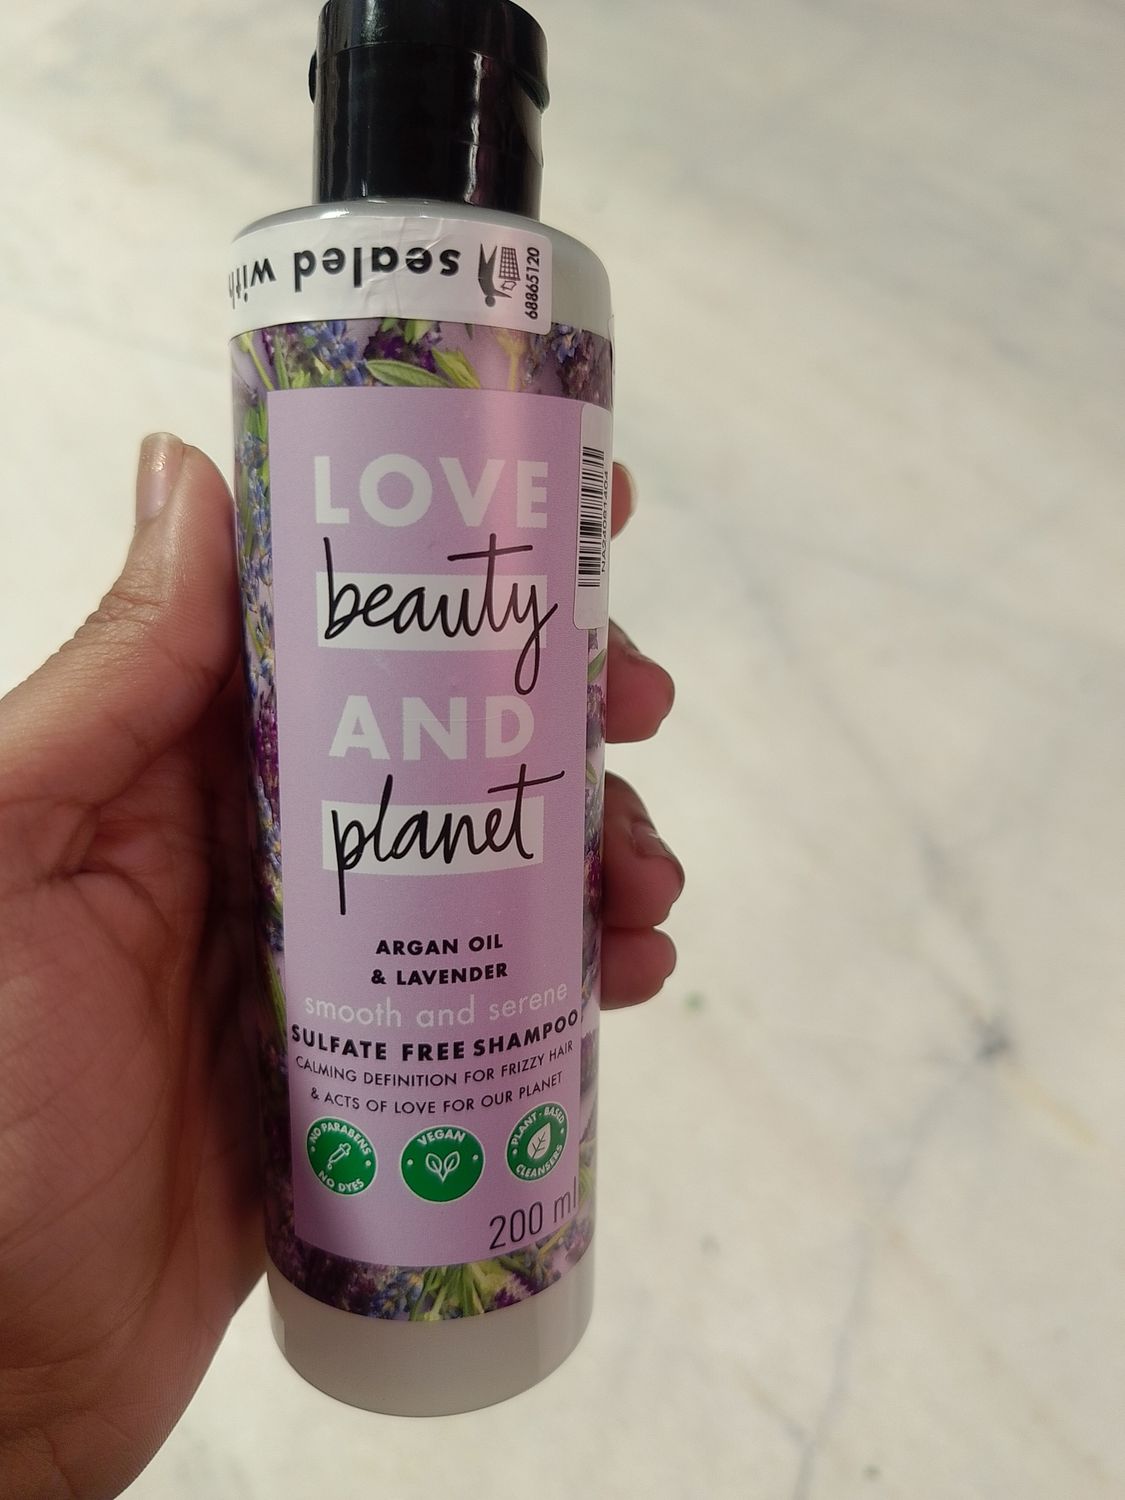 sealed with
68865120
LOVE
beauty
AND
planet
NA24081404
ARGAN OIL
& LAVENDER
smooth and serene
SULFATE FREE SHAMPOO
CALMING DEFINITION FOR FRIZZY HAIR
& ACTS OF LOVE FOR OUR PLANET
NO PARABENS
NO DYES
VEGAN
PLANT-BASED
CLEANSERS
200 ml